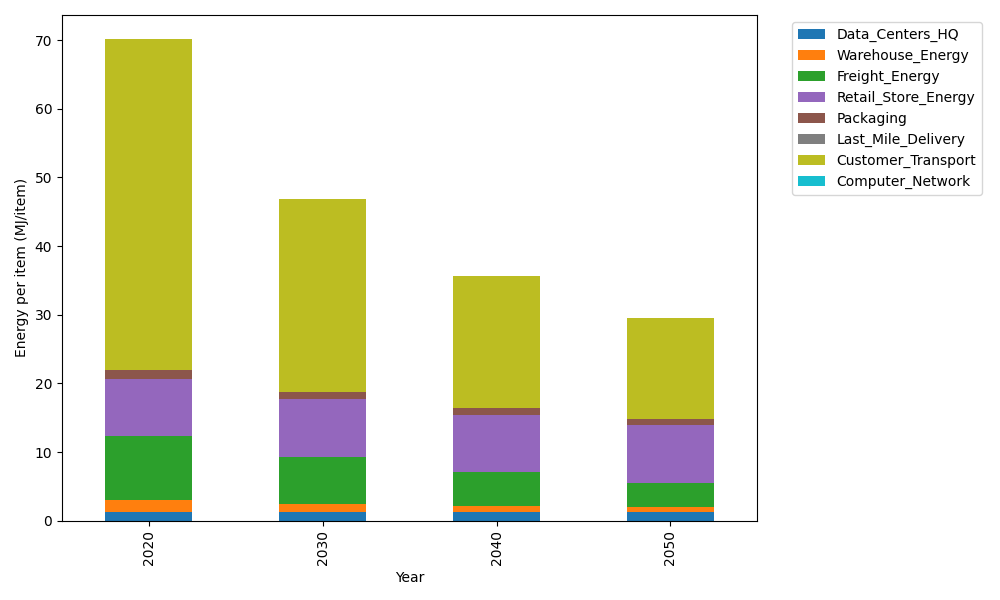 70
60
50
40
30
20
10
0
Energy per item (MJ/item)
2020
2030
2040
2050
Year
Data_Centers_HQ
Warehouse_Energy
Freight_Energy
Retail_Store_Energy
Packaging
Last_Mile_Delivery
Customer_Transport
Computer_Network